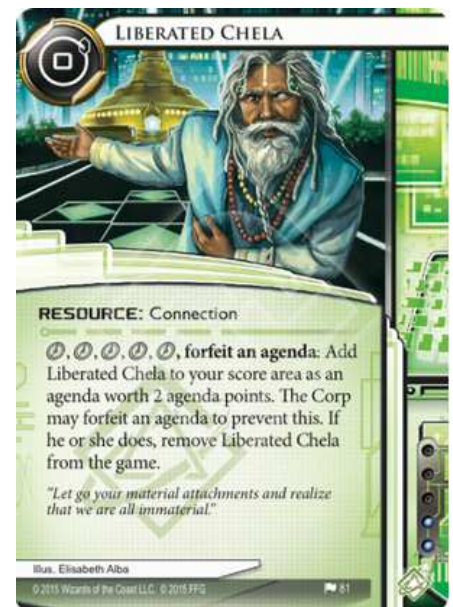 LIBERATED CHELA
RESOURCE: Connection
, , , , , forfeit an agenda: Add
Liberated Chela to your score area as an
agenda worth 2 agenda points. The Corp
may forfeit an agenda to prevent this. If
he or she does, remove Liberated Chela
from the game.
"Let go your material attachments and realize
that we are all immaterial."
Illus. Elisabeth Alba
© 2015 Wizards of the Coast LLC. © 2015 FFG
81